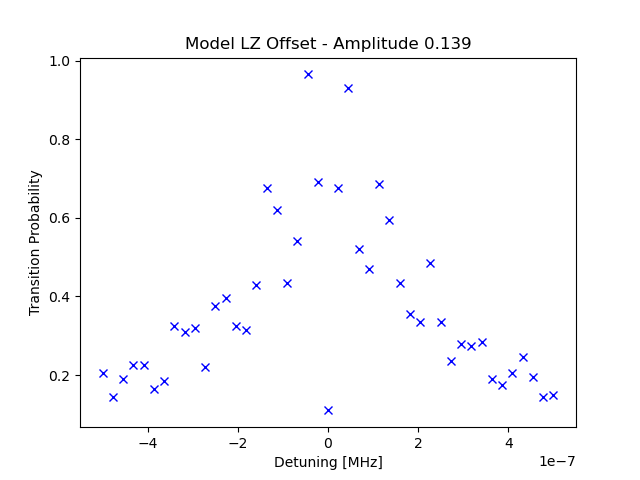 Model LZ Offset - Amplitude 0.139
1.0
0.8
0.6
0.4
0.2
Transition Probability
−4
−2
0
2
4
1e−7
Detuning [MHz]